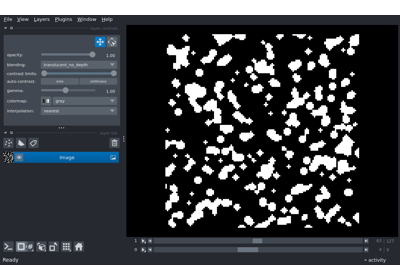 File View Layers Plugins Window Help
opacity: 1.00
blending: translucent_no_depth
contrast limits:
auto-contrast: once continuous
gamma: 1.00
colormap: gray
interpolation: nearest
Image
1
0
Ready activity